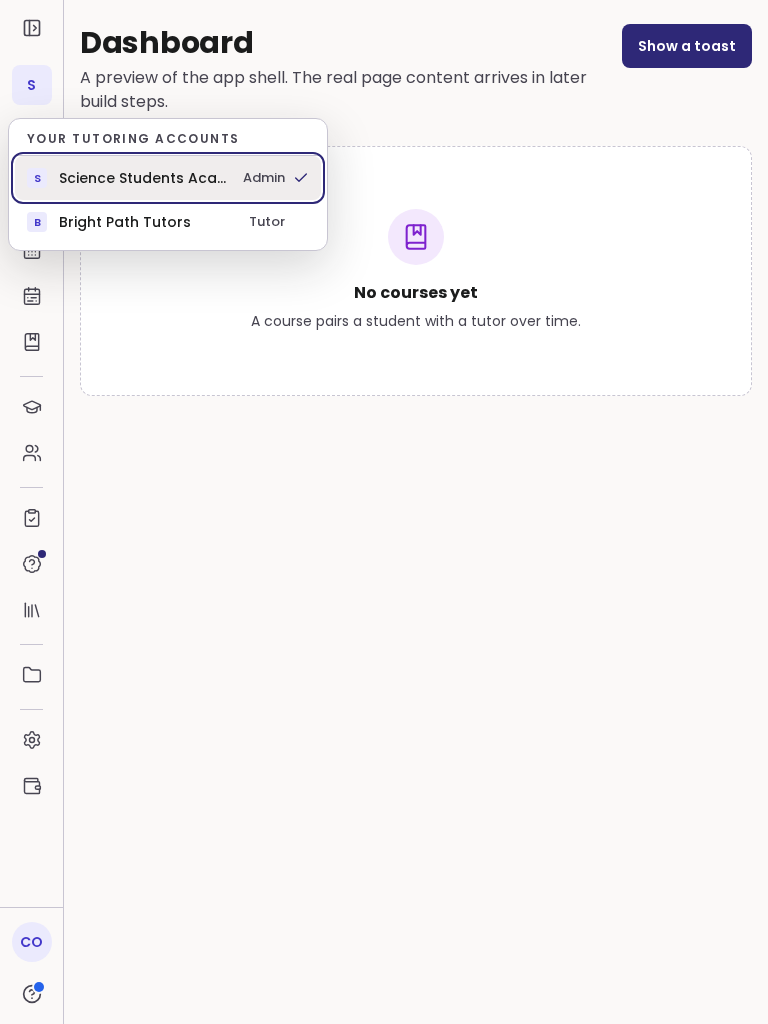 Dashboard
Show a toast
A preview of the app shell. The real page content arrives in later
build steps.
S
YOUR TUTORING ACCOUNTS
S Science Students Aca... Admin
B Bright Path Tutors Tutor
No courses yet
A course pairs a student with a tutor over time.
CO